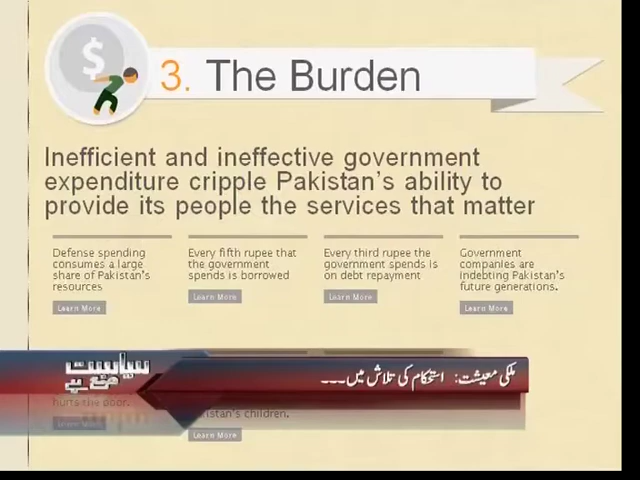 $
3. The Burden
Inefficient and ineffective government
expenditure cripple Pakistan's ability to
provide its people the services that matter
Defense spending
consumes a large
share of Pakistan's
resources
Learn More
Every fifth rupee that
the government
spends is borrowed
Learn More
Every third rupee the
government spends is
on debt repayment
Learn More
Government
companies are
indebting Pakistan's
future generations.
Learn More
سیاست
ملکی معیشت: استحکام کی تلاش میں...
hurts the poor.
Learn More
Pakistan's children.
Learn More